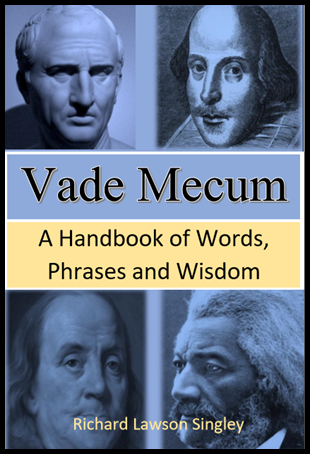 Vade Mecum
A Handbook of Words,
Phrases and Wisdom
Richard Lawson Singley